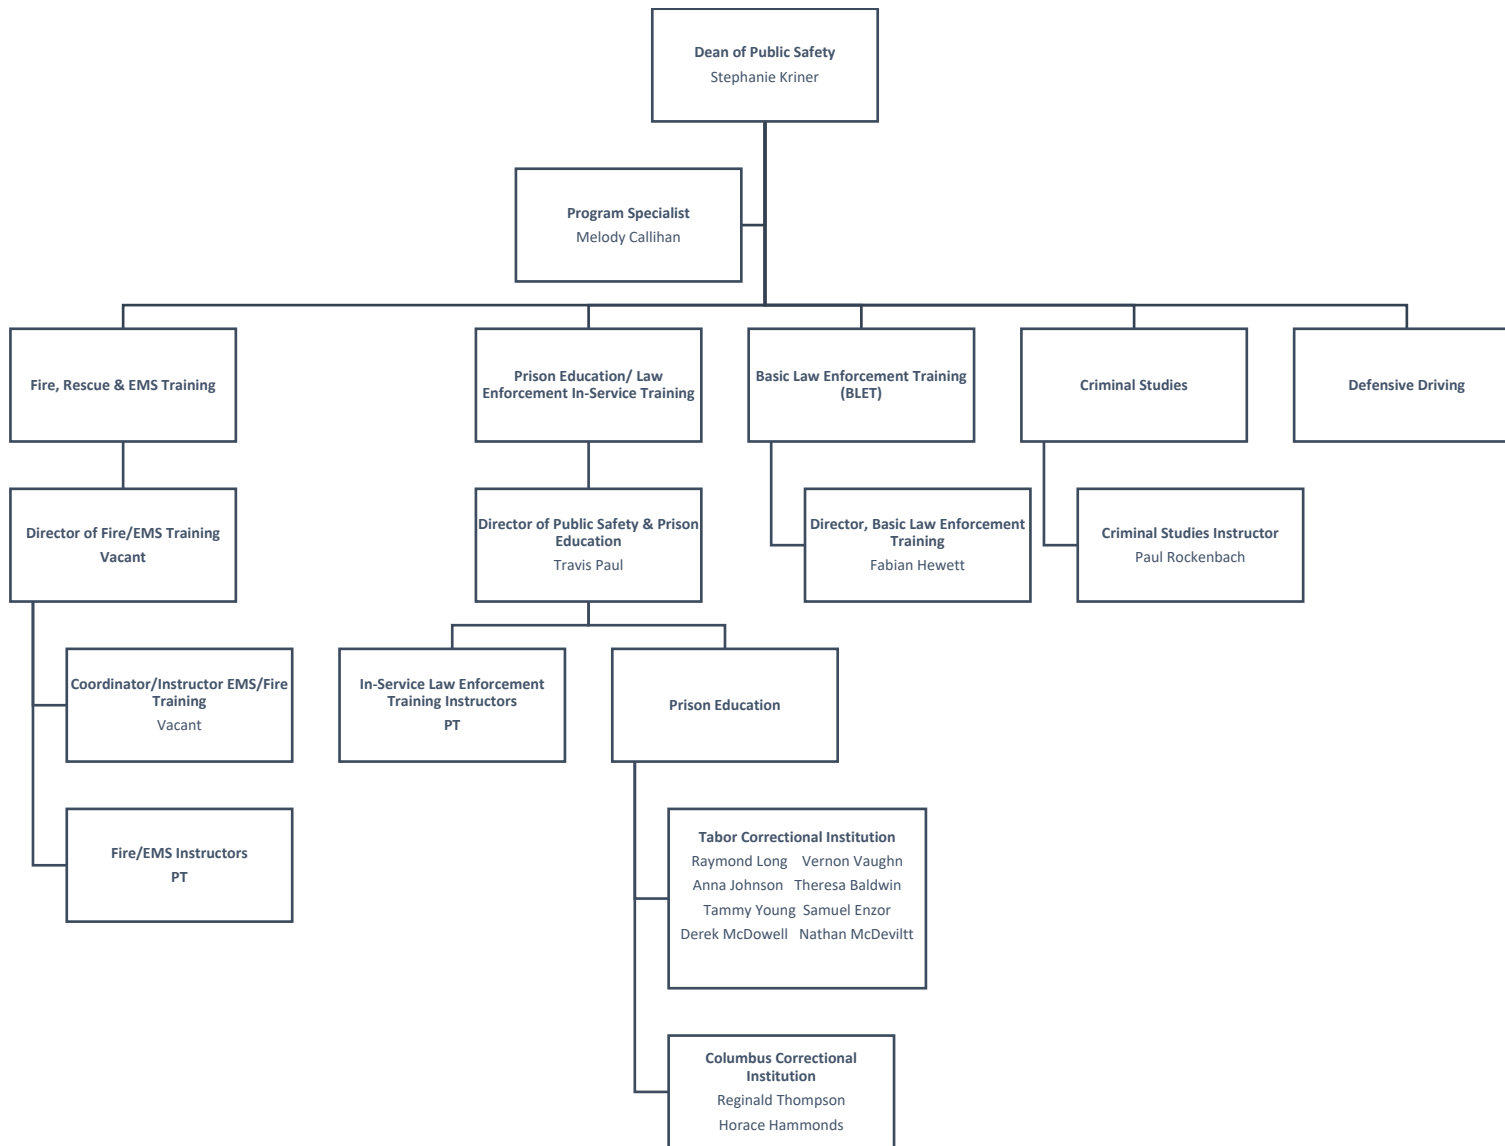 Dean of Public Safety
Stephanie Kriner
Program Specialist
Melody Callihan
Fire, Rescue & EMS Training
Prison Education/ Law
Enforcement In-Service Training
Basic Law Enforcement Training
(BLET)
Criminal Studies
Defensive Driving
Director of Fire/EMS Training
Vacant
Director of Public Safety & Prison
Education
Travis Paul
Director, Basic Law Enforcement
Training
Fabian Hewett
Criminal Studies Instructor
Paul Rockenbach
Coordinator/Instructor EMS/Fire
Training
Vacant
In-Service Law Enforcement
Training Instructors
PT
Prison Education
Fire/EMS Instructors
PT
Tabor Correctional Institution
Raymond Long Vernon Vaughn
Anna Johnson Theresa Baldwin
Tammy Young Samuel Enzor
Derek McDowell Nathan McDeviltt
Columbus Correctional
Institution
Reginald Thompson
Horace Hammonds